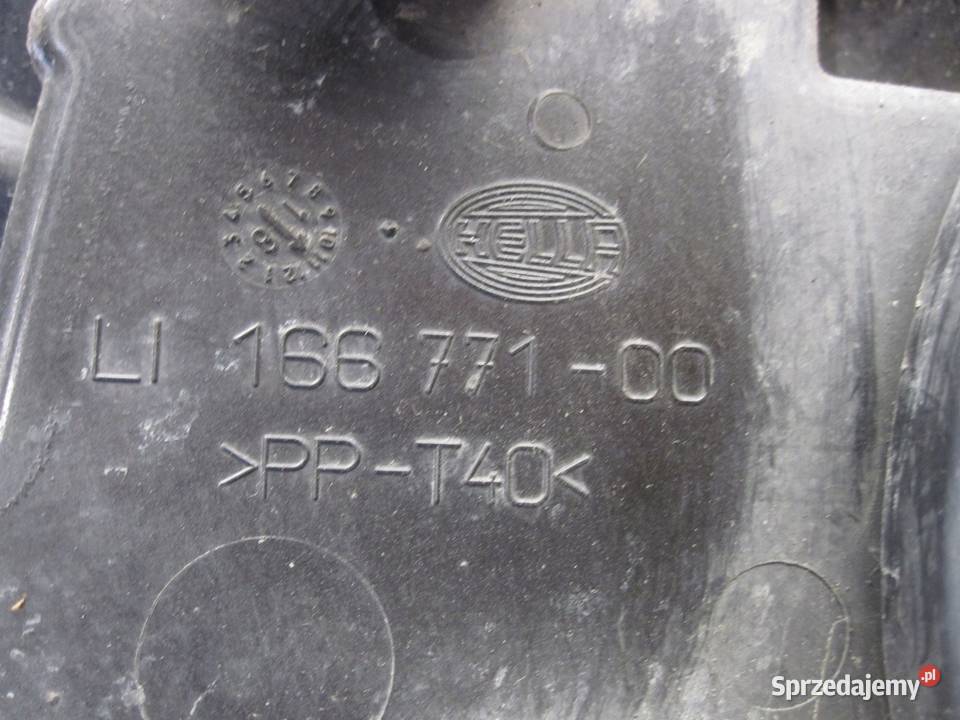 HELLA
LI 166 771-00
>PP-T40<
Sprzedajemy.pl